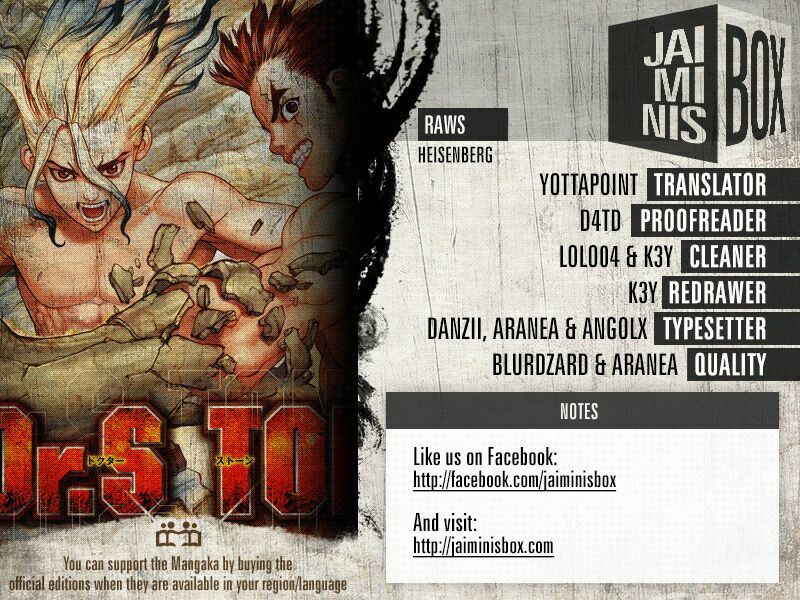 JAI
MI
NIS
BOX
RAWS
HEISENBERG
YOTTAPOINT TRANSLATOR
D4TD PROOFREADER
LOLO04 & K3Y CLEANER
K3Y REDRAWER
DANZII, ARANEA & ANGOLX TYPESETTER
BLURDZARD & ARANEA QUALITY
NOTES
Like us on Facebook:
http://facebook.com/jaiminisbox
And visit:
http://jaiminisbox.com
Dr.STO
ドクター ストーン
You can support the Mangaka by buying the
official editions when they are available in your region/language